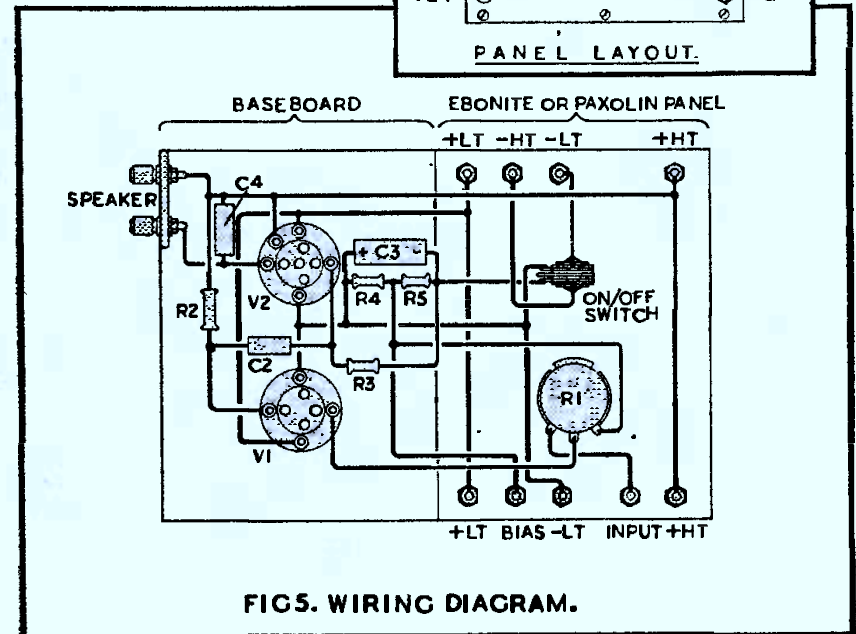 PANEL LAYOUT.
BASEBOARD
EBONITE OR PAXOLIN PANEL
+LT -HT -LT +HT
SPEAKER
C4
+ C3 -
R4 R5
V2
R2
ON/OFF
SWITCH
C2
R3
R1
V1
+LT BIAS -LT INPUT +HT
FIG5. WIRING DIAGRAM.